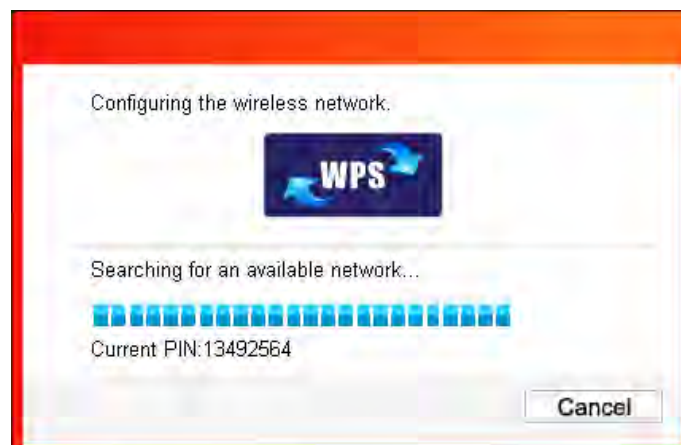 Configuring the wireless network.
WPS
Searching for an available network...
Current PIN:13492564
Cancel